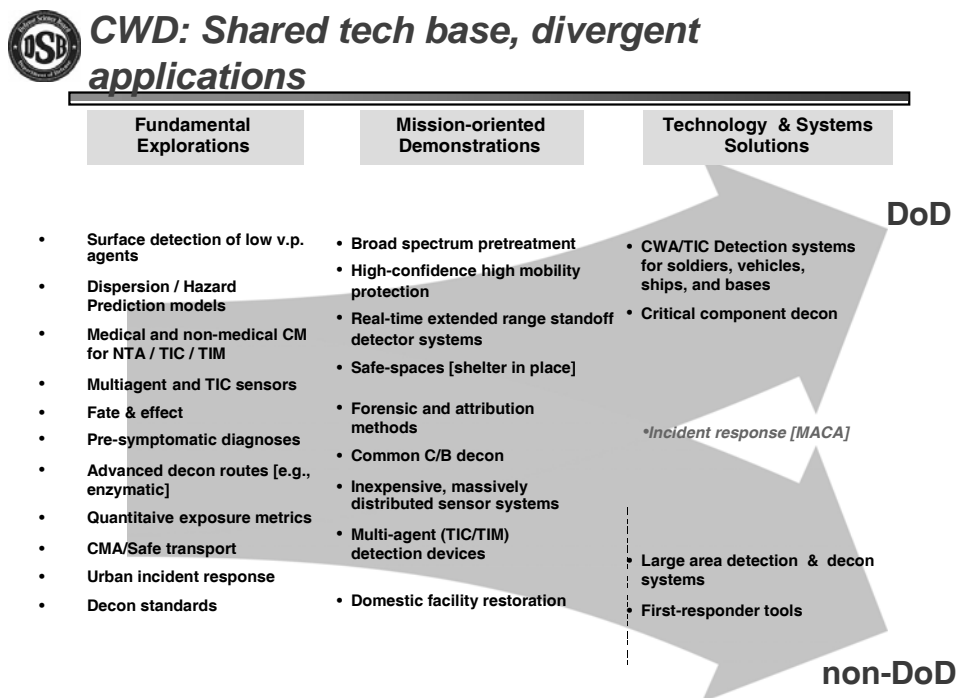 DSB
CWD: Shared tech base, divergent
applications
Fundamental
Explorations
• Surface detection of low v.p.
agents
• Dispersion / Hazard
Prediction models
• Medical and non-medical CM
for NTA / TIC / TIM
• Multiagent and TIC sensors
• Fate & effect
• Pre-symptomatic diagnoses
• Advanced decon routes [e.g.,
enzymatic]
• Quantitaive exposure metrics
• CMA/Safe transport
• Urban incident response
• Decon standards
Mission-oriented
Demonstrations
• Broad spectrum pretreatment
• High-confidence high mobility
protection
• Real-time extended range standoff
detector systems
• Safe-spaces [shelter in place]
• Forensic and attribution
methods
• Common C/B decon
• Inexpensive, massively
distributed sensor systems
• Multi-agent (TIC/TIM)
detection devices
• Domestic facility restoration
Technology & Systems
Solutions
DoD
• CWA/TIC Detection systems
for soldiers, vehicles,
ships, and bases
• Critical component decon
•Incident response [MACA]
• Large area detection & decon
systems
• First-responder tools
non-DoD